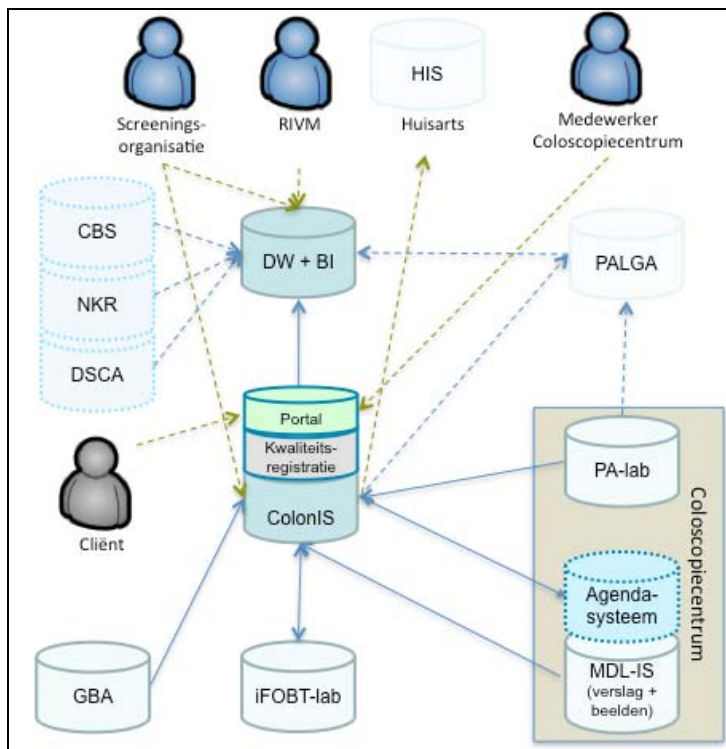 HIS
Screenings-
organisatie
RIVM
Huisarts
Medewerker
Coloscopiecentrum
CBS
NKR
DSCA
DW + BI
PALGA
Portal
Kwaliteits-
registratie
ColonIS
Cliënt
PA-lab
Coloscopiecentrum
Agenda-
systeem
MDL-IS
(verslag +
beelden)
GBA
iFOBT-lab